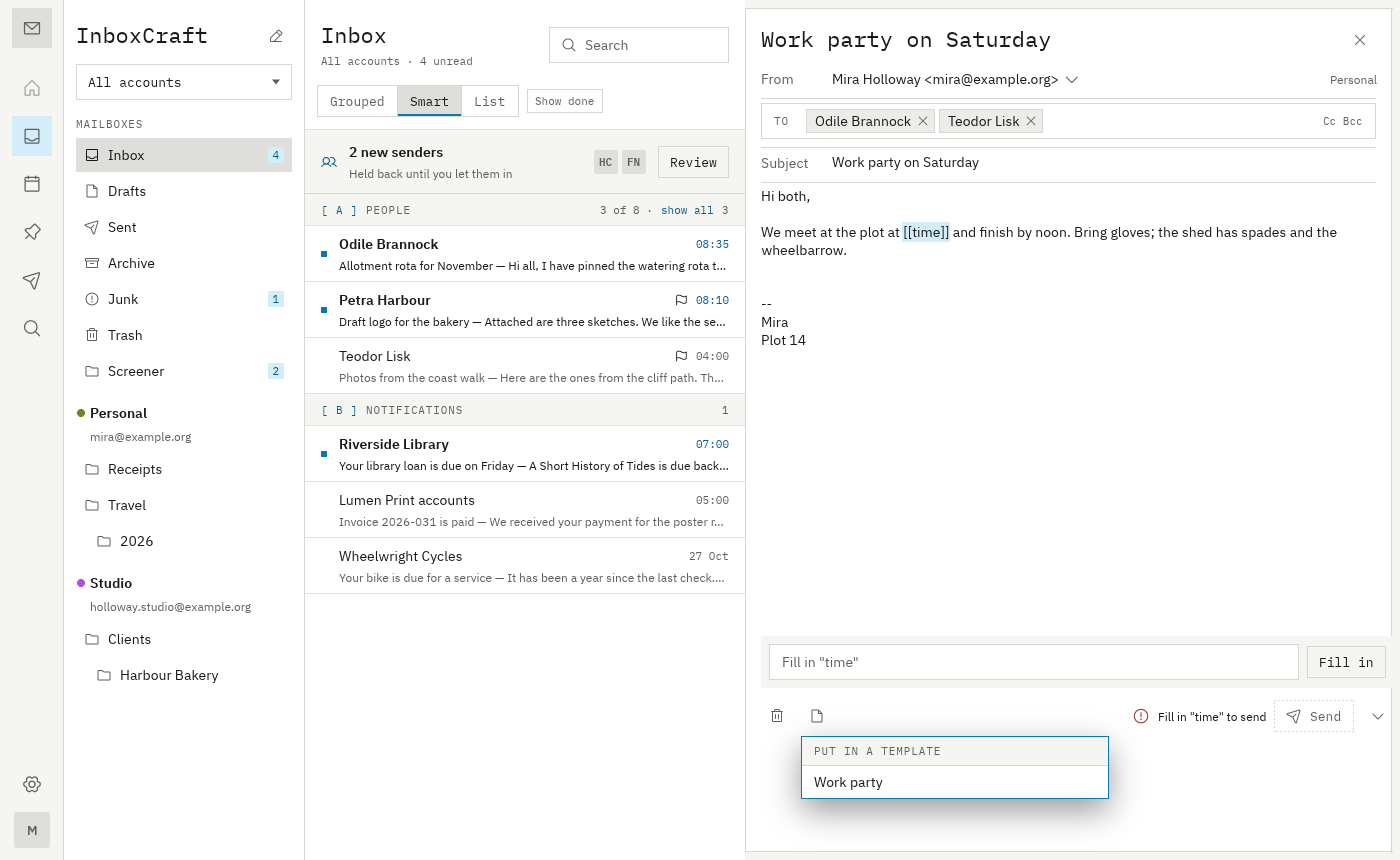 InboxCraft
All accounts
MAILBOXES
Inbox 4
Drafts
Sent
Archive
Junk 1
Trash
Screener 2
Personal
mira@example.org
Receipts
Travel
2026
Studio
holloway.studio@example.org
Clients
Harbour Bakery
M
Inbox
All accounts · 4 unread
Search
Grouped Smart List Show done
2 new senders
Held back until you let them in
HC FN Review
[ A ] PEOPLE 3 of 8 · show all 3
Odile Brannock 08:35
Allotment rota for November — Hi all, I have pinned the watering rota t…
Petra Harbour 08:10
Draft logo for the bakery — Attached are three sketches. We like the se…
Teodor Lisk 04:00
Photos from the coast walk — Here are the ones from the cliff path. Th…
[ B ] NOTIFICATIONS 1
Riverside Library 07:00
Your library loan is due on Friday — A Short History of Tides is due back…
Lumen Print accounts 05:00
Invoice 2026-031 is paid — We received your payment for the poster r…
Wheelwright Cycles 27 Oct
Your bike is due for a service — It has been a year since the last check.…
Work party on Saturday
From Mira Holloway <mira@example.org> Personal
TO Odile Brannock Teodor Lisk Cc Bcc
Subject Work party on Saturday
Hi both,
We meet at the plot at [[time]] and finish by noon. Bring gloves; the shed has spades and the
wheelbarrow.
--
Mira
Plot 14
Fill in "time" Fill in
Fill in "time" to send Send
PUT IN A TEMPLATE
Work party